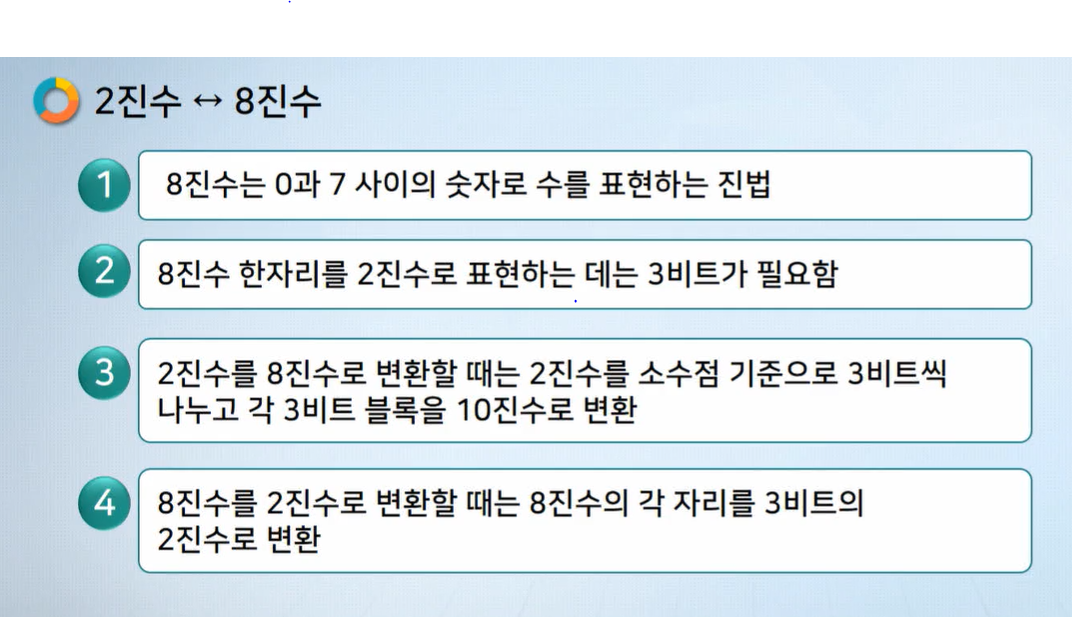 2진수 ↔ 8진수
1
8진수는 0과 7 사이의 숫자로 수를 표현하는 진법
2
8진수 한자리를 2진수로 표현하는 데는 3비트가 필요함
3
2진수를 8진수로 변환할 때는 2진수를 소수점 기준으로 3비트씩
나누고 각 3비트 블록을 10진수로 변환
4
8진수를 2진수로 변환할 때는 8진수의 각 자리를 3비트의
2진수로 변환